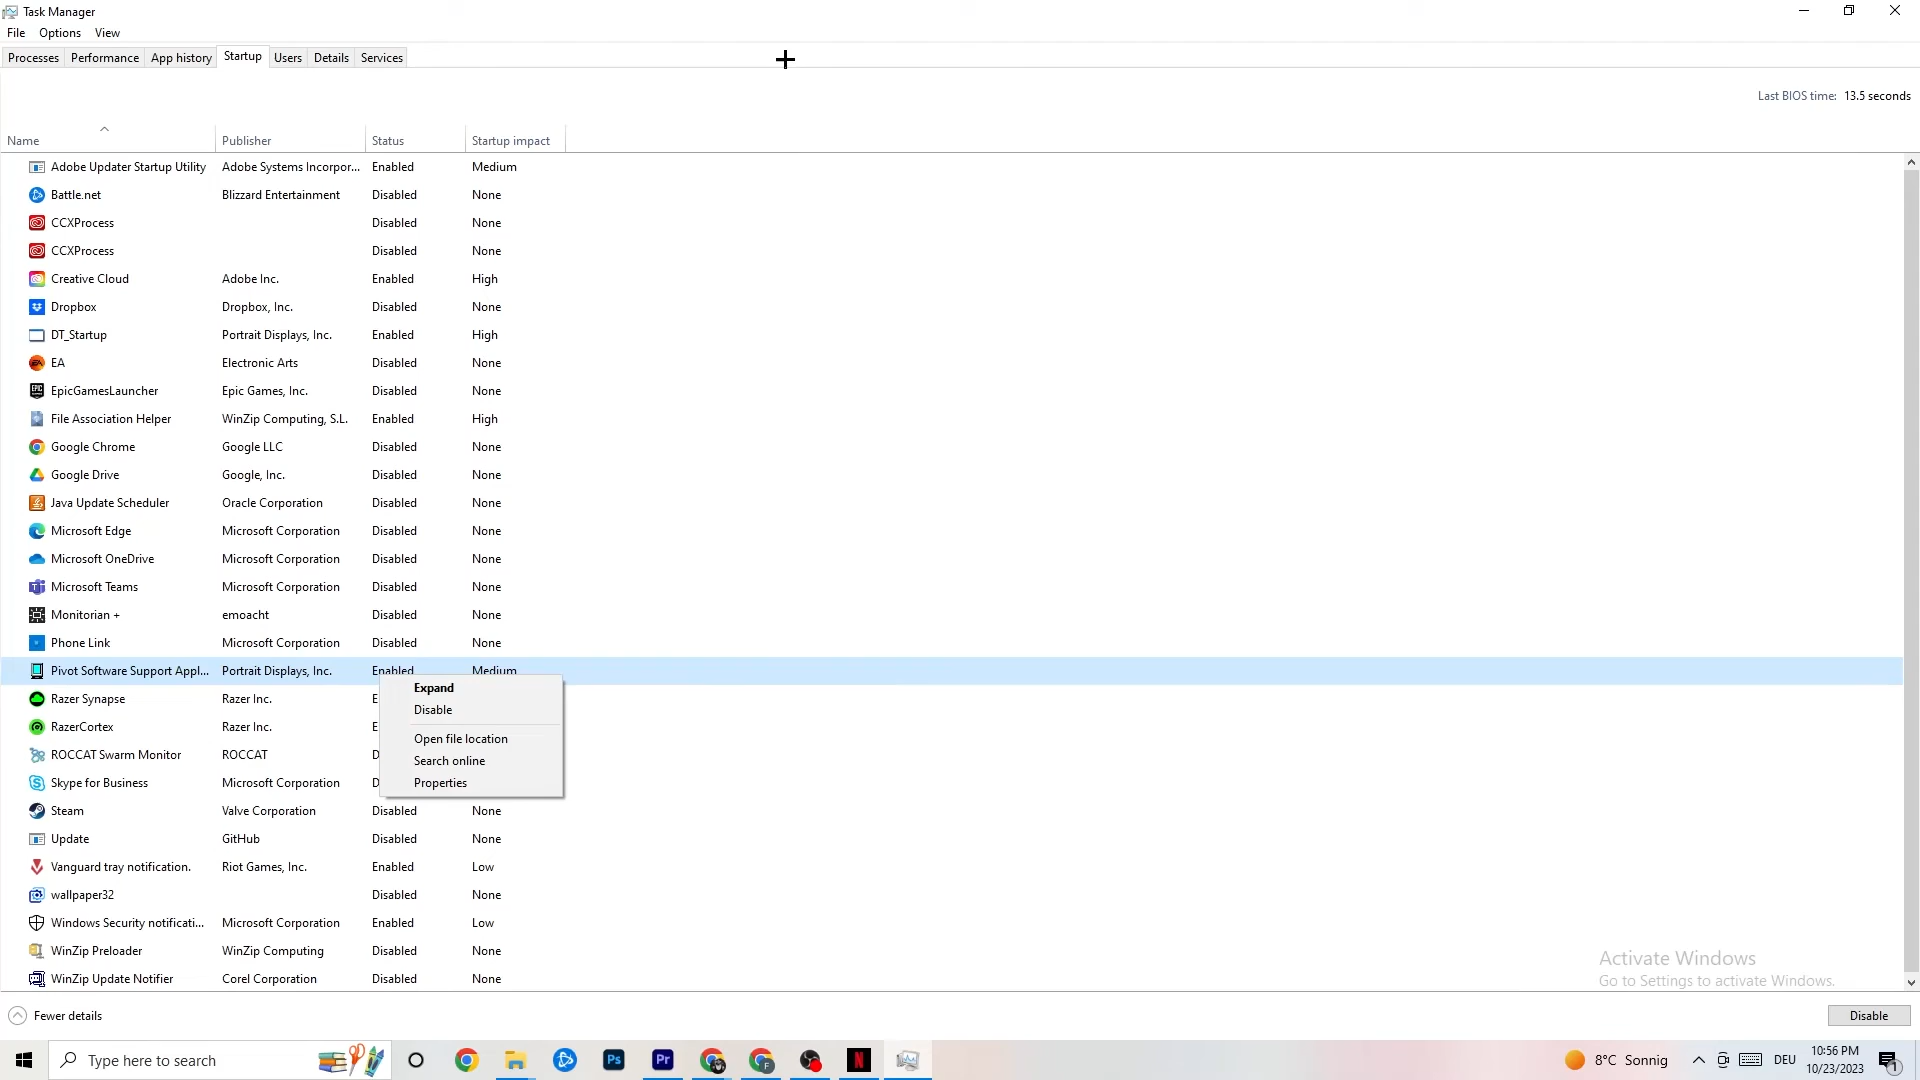 Task Manager
File Options View
Processes Performance App history Startup Users Details Services
Last BIOS time: 13.5 seconds
Name Publisher Status Startup impact
Adobe Updater Startup Utility Adobe Systems Incorpor... Enabled Medium
Battle.net Blizzard Entertainment Disabled None
CCXProcess Disabled None
CCXProcess Disabled None
Creative Cloud Adobe Inc. Enabled High
Dropbox Dropbox, Inc. Disabled None
DT_Startup Portrait Displays, Inc. Enabled High
EA Electronic Arts Disabled None
EpicGamesLauncher Epic Games, Inc. Disabled None
File Association Helper WinZip Computing, S.L. Enabled High
Google Chrome Google LLC Disabled None
Google Drive Google, Inc. Disabled None
Java Update Scheduler Oracle Corporation Disabled None
Microsoft Edge Microsoft Corporation Disabled None
Microsoft OneDrive Microsoft Corporation Disabled None
Microsoft Teams Microsoft Corporation Disabled None
Monitorian + emoacht Disabled None
Phone Link Microsoft Corporation Disabled None
Pivot Software Support Appl... Portrait Displays, Inc. Enabled Medium
Razer Synapse Razer Inc. E
RazerCortex Razer Inc. E
ROCCAT Swarm Monitor ROCCAT D
Skype for Business Microsoft Corporation D
Expand
Disable
Open file location
Search online
Properties
Steam Valve Corporation Disabled None
Update GitHub Disabled None
Vanguard tray notification. Riot Games, Inc. Enabled Low
wallpaper32 Disabled None
Windows Security notificati... Microsoft Corporation Enabled Low
WinZip Preloader WinZip Computing Disabled None
WinZip Update Notifier Corel Corporation Disabled None
Activate Windows
Go to Settings to activate Windows.
Fewer details
Disable
Type here to search
Ps
Pr
F
N
8°C Sonnig
DEU
10:56 PM
10/23/2023
1